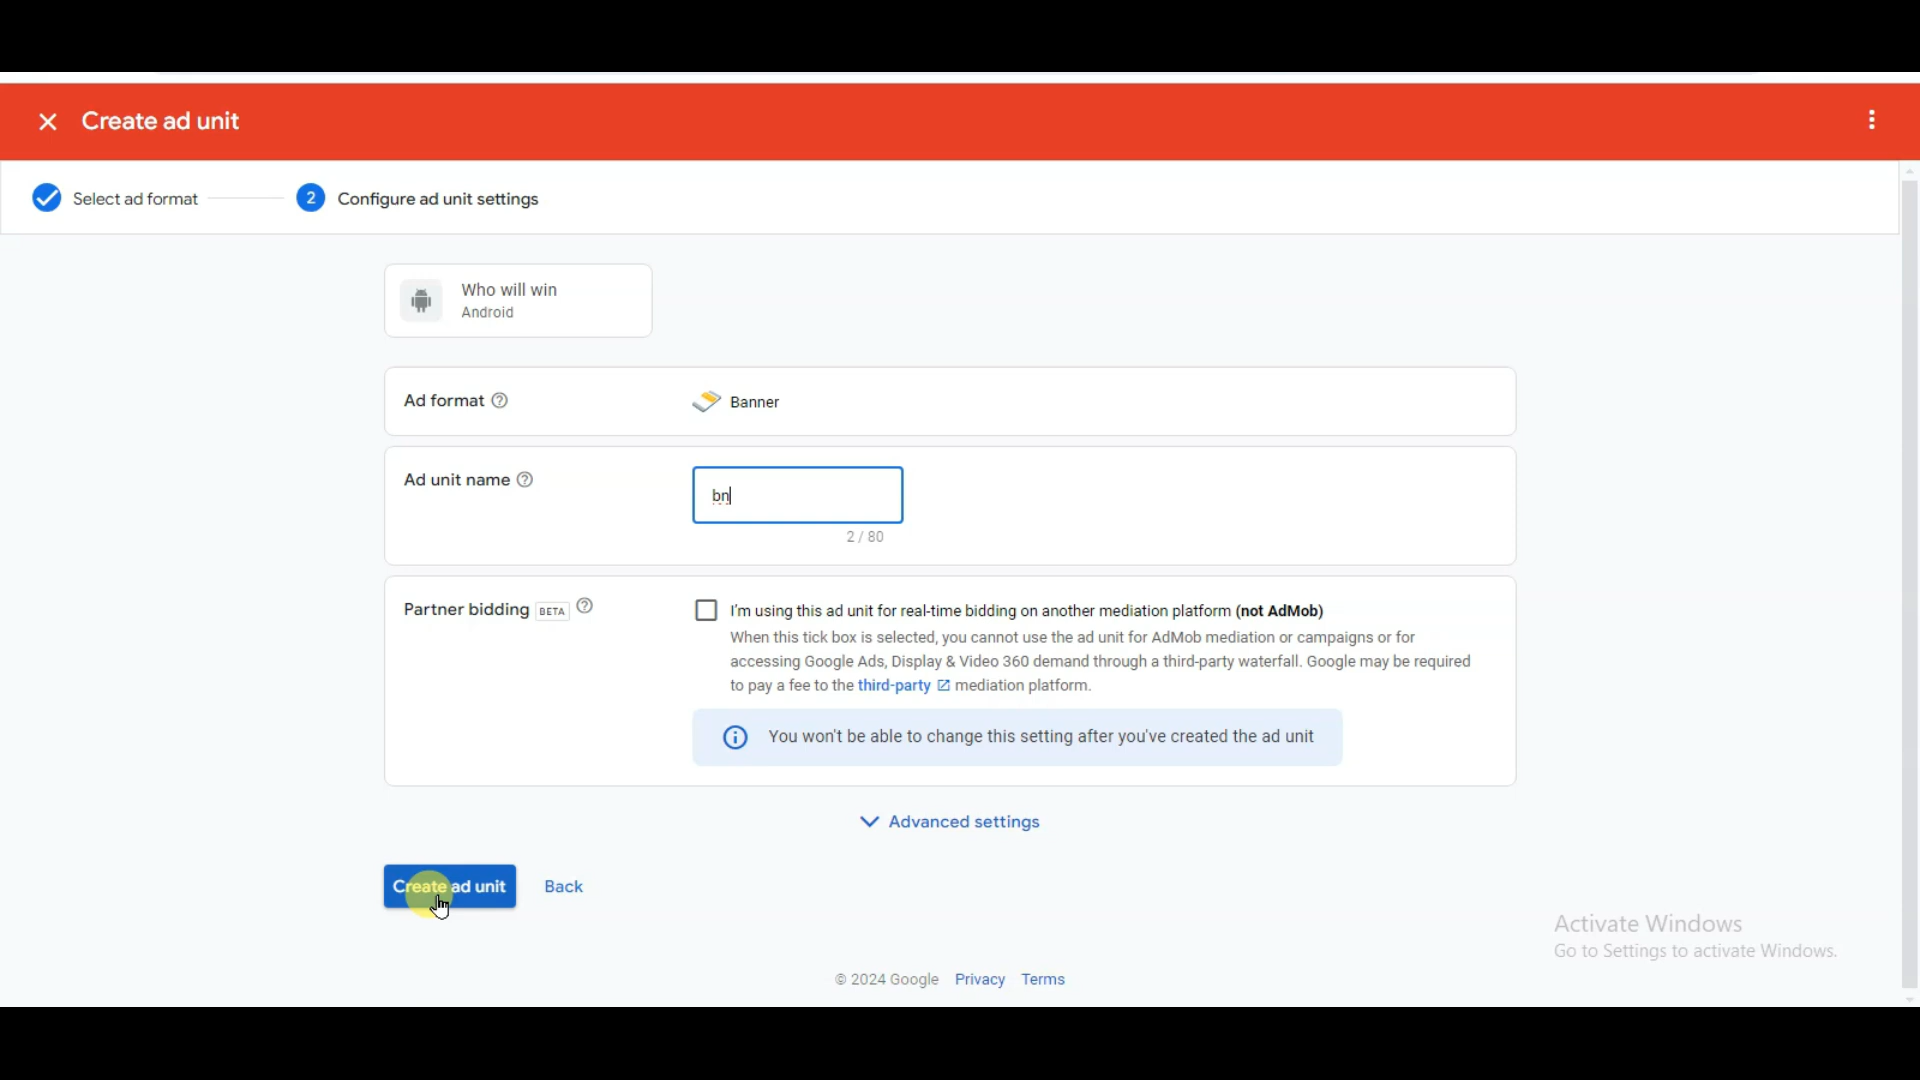 Create ad unit
Select ad format
2 Configure ad unit settings
Who will win
Android
Ad format
Banner
Ad unit name
bn
2 / 80
Partner bidding BETA
I'm using this ad unit for real-time bidding on another mediation platform (not AdMob)
When this tick box is selected, you cannot use the ad unit for AdMob mediation or campaigns or for
accessing Google Ads, Display & Video 360 demand through a third-party waterfall. Google may be required
to pay a fee to the third-party mediation platform.
You won't be able to change this setting after you've created the ad unit
Advanced settings
Create ad unit
Back
Activate Windows
Go to Settings to activate Windows.
© 2024 Google Privacy Terms